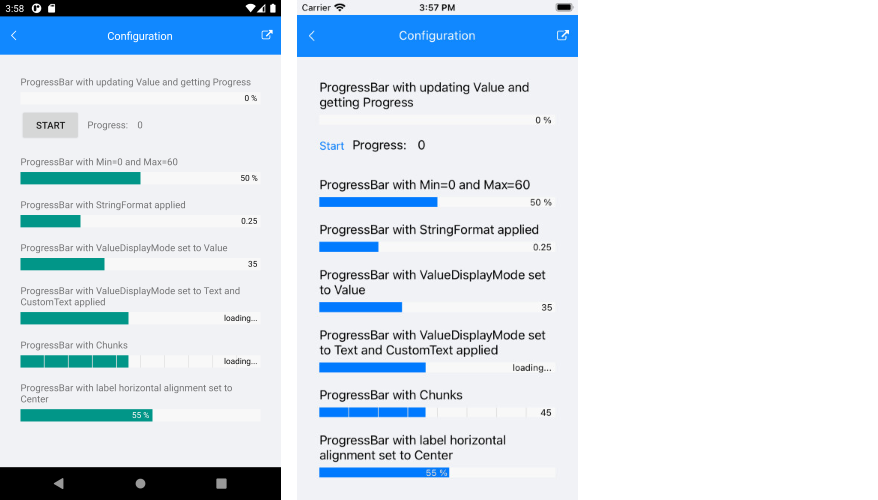 3:58
Configuration
ProgressBar with updating Value and getting Progress
0 %
START Progress: 0
ProgressBar with Min=0 and Max=60
50 %
ProgressBar with StringFormat applied
0.25
ProgressBar with ValueDisplayMode set to Value
35
ProgressBar with ValueDisplayMode set to Text and
CustomText applied
loading...
ProgressBar with Chunks
loading...
ProgressBar with label horizontal alignment set to
Center
55 %
Carrier 3:57 PM
Configuration
ProgressBar with updating Value and
getting Progress
0 %
Start Progress: 0
ProgressBar with Min=0 and Max=60
50 %
ProgressBar with StringFormat applied
0.25
ProgressBar with ValueDisplayMode set
to Value
35
ProgressBar with ValueDisplayMode set
to Text and CustomText applied
loading...
ProgressBar with Chunks
45
ProgressBar with label horizontal
alignment set to Center
55 %